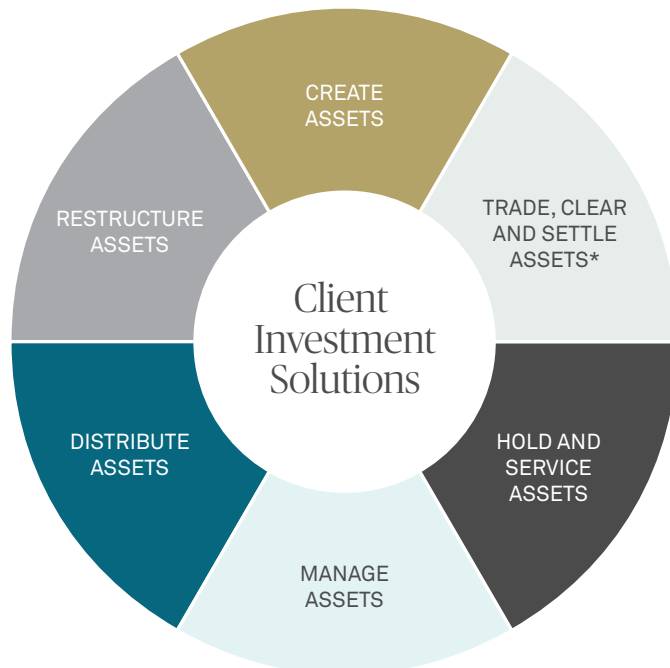 CREATE
ASSETS
TRADE, CLEAR
AND SETTLE
ASSETS*
HOLD AND
SERVICE
ASSETS
MANAGE
ASSETS
DISTRIBUTE
ASSETS
RESTRUCTURE
ASSETS
Client
Investment
Solutions